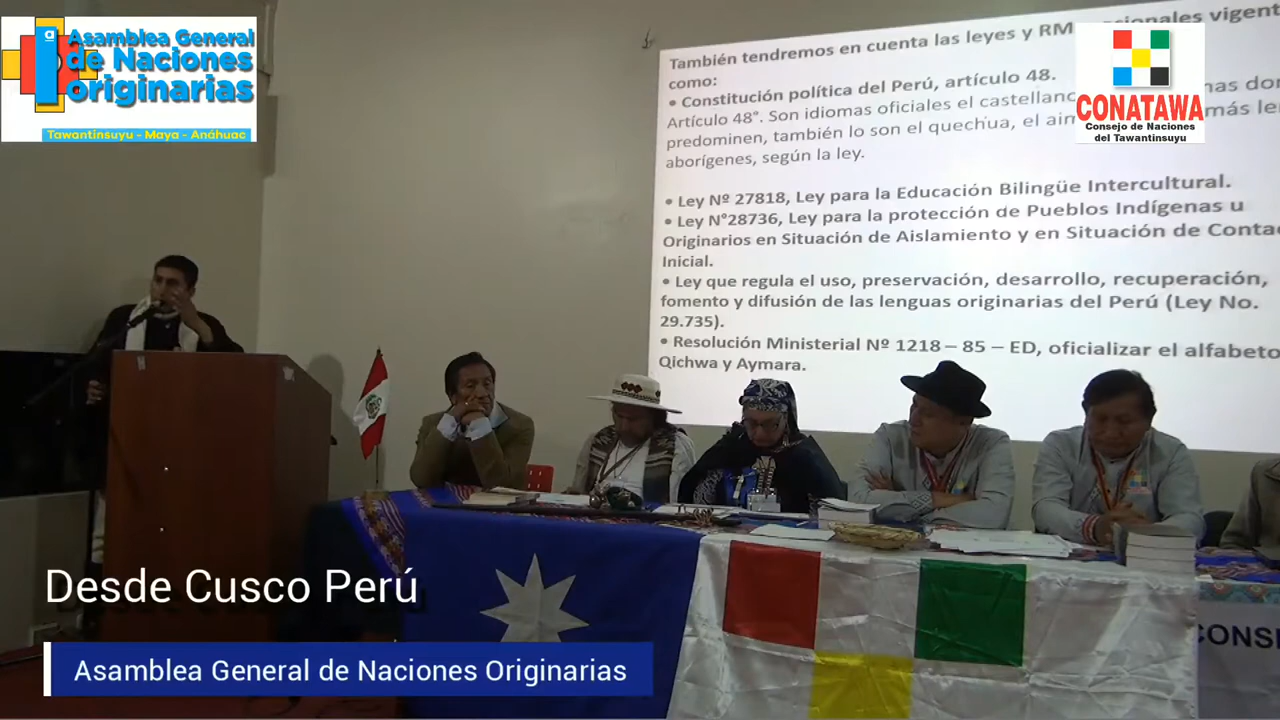 1ª Asamblea General
de Naciones
originarias
Tawantinsuyu - Maya - Anáhuac
También tendremos en cuenta las leyes y RM
como:
• Constitución política del Perú, artículo 48.
Artículo 48°. Son idiomas oficiales el
predominen, también lo son el quechua, el
aborígenes, según la ley.
• Ley Nº 27818, Ley para la Educación Bilingüe Intercultural.
• Ley N°28736, Ley para la protección de Pueblos Indígenas u
Originarios en Situación de Aislamiento y en Situación de
Inicial.
• Ley que regula el uso, preservación, desarrollo, recuperación,
fomento y difusión de las lenguas originarias del Perú (Ley No.
29.735).
• Resolución Ministerial Nº 1218 – 85 – ED, oficializar el alfabeto
Qichwa y Aymara.
CONATAWA
Consejo de Naciones
del Tawantinsuyu
Desde Cusco Perú
Asamblea General de Naciones Originarias